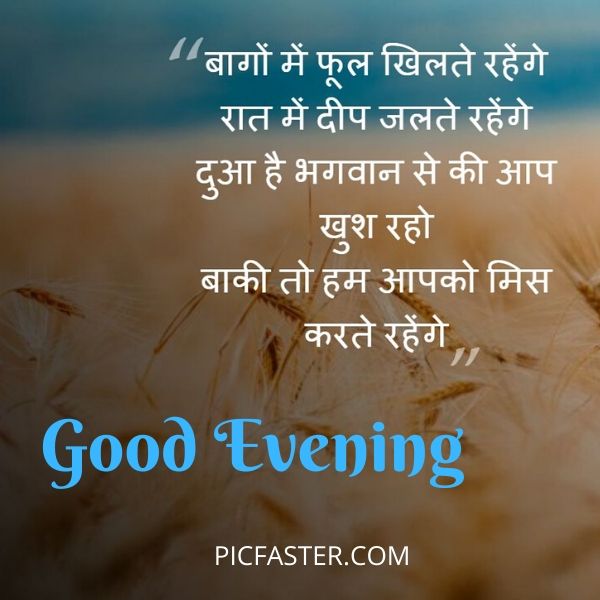 “बागों में फूल खिलते रहेंगे
रात में दीप जलते रहेंगे
दुआ है भगवान से की आप
खुश रहो
बाकी तो हम आपको मिस
करते रहेंगे”
Good Evening
PICFASTER.COM